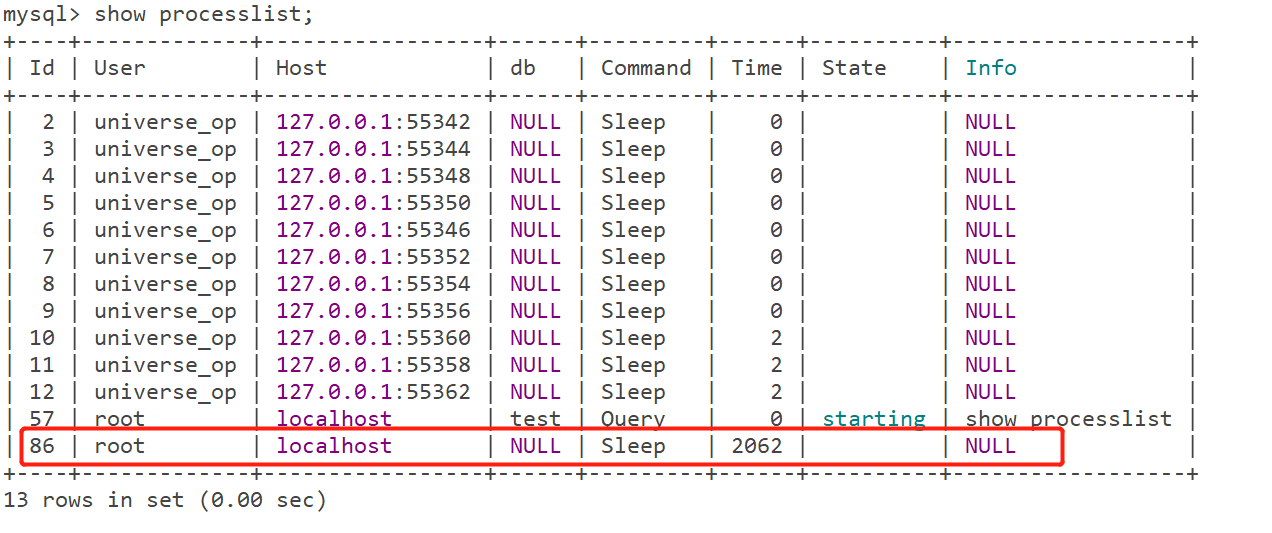 mysql> show processlist;
+----+-------------+------------------+------+---------+------+----------+------------------+
| Id | User        | Host             | db   | Command | Time | State    | Info             |
+----+-------------+------------------+------+---------+------+----------+------------------+
|  2 | universe_op | 127.0.0.1:55342 | NULL | Sleep   |    0 |          | NULL             |
|  3 | universe_op | 127.0.0.1:55344 | NULL | Sleep   |    0 |          | NULL             |
|  4 | universe_op | 127.0.0.1:55348 | NULL | Sleep   |    0 |          | NULL             |
|  5 | universe_op | 127.0.0.1:55350 | NULL | Sleep   |    0 |          | NULL             |
|  6 | universe_op | 127.0.0.1:55346 | NULL | Sleep   |    0 |          | NULL             |
|  7 | universe_op | 127.0.0.1:55352 | NULL | Sleep   |    0 |          | NULL             |
|  8 | universe_op | 127.0.0.1:55354 | NULL | Sleep   |    0 |          | NULL             |
|  9 | universe_op | 127.0.0.1:55356 | NULL | Sleep   |    0 |          | NULL             |
| 10 | universe_op | 127.0.0.1:55360 | NULL | Sleep   |    2 |          | NULL             |
| 11 | universe_op | 127.0.0.1:55358 | NULL | Sleep   |    2 |          | NULL             |
| 12 | universe_op | 127.0.0.1:55362 | NULL | Sleep   |    2 |          | NULL             |
| 57 | root        | localhost       | test | Query   |    0 | starting | show processlist |
| 86 | root        | localhost       | NULL | Sleep   | 2062 |          | NULL             |
+----+-------------+------------------+------+---------+------+----------+------------------+
13 rows in set (0.00 sec)